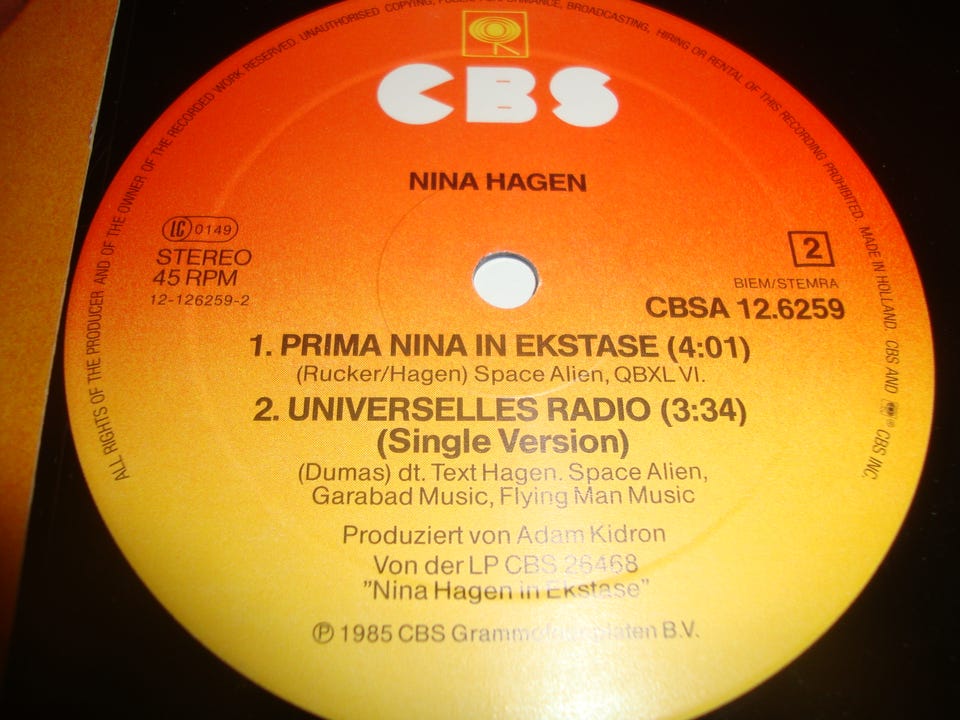 ALL RIGHTS OF THE PRODUCER AND OF THE OWNER OF THE RECORDED WORK RESERVED. UNAUTHORISED COPYING, PUBLIC PERFORMANCE, BROADCASTING, HIRING OR RENTAL OF THIS RECORDING PROHIBITED. MADE IN HOLLAND. CBS AND CBS INC.
CBS
NINA HAGEN
LC 0149
STEREO
45 RPM
12-126259-2
2
BIEM/STEMRA
CBSA 12.6259
1. PRIMA NINA IN EKSTASE (4:01)
(Rucker/Hagen) Space Alien, QBXL VI.
2. UNIVERSELLES RADIO (3:34)
(Single Version)
(Dumas) dt. Text Hagen. Space Alien,
Garabad Music, Flying Man Music
Produziert von Adam Kidron
Von der LP CBS 26468
"Nina Hagen in Ekstase"
Ⓟ 1985 CBS Grammofoonplaten B.V.